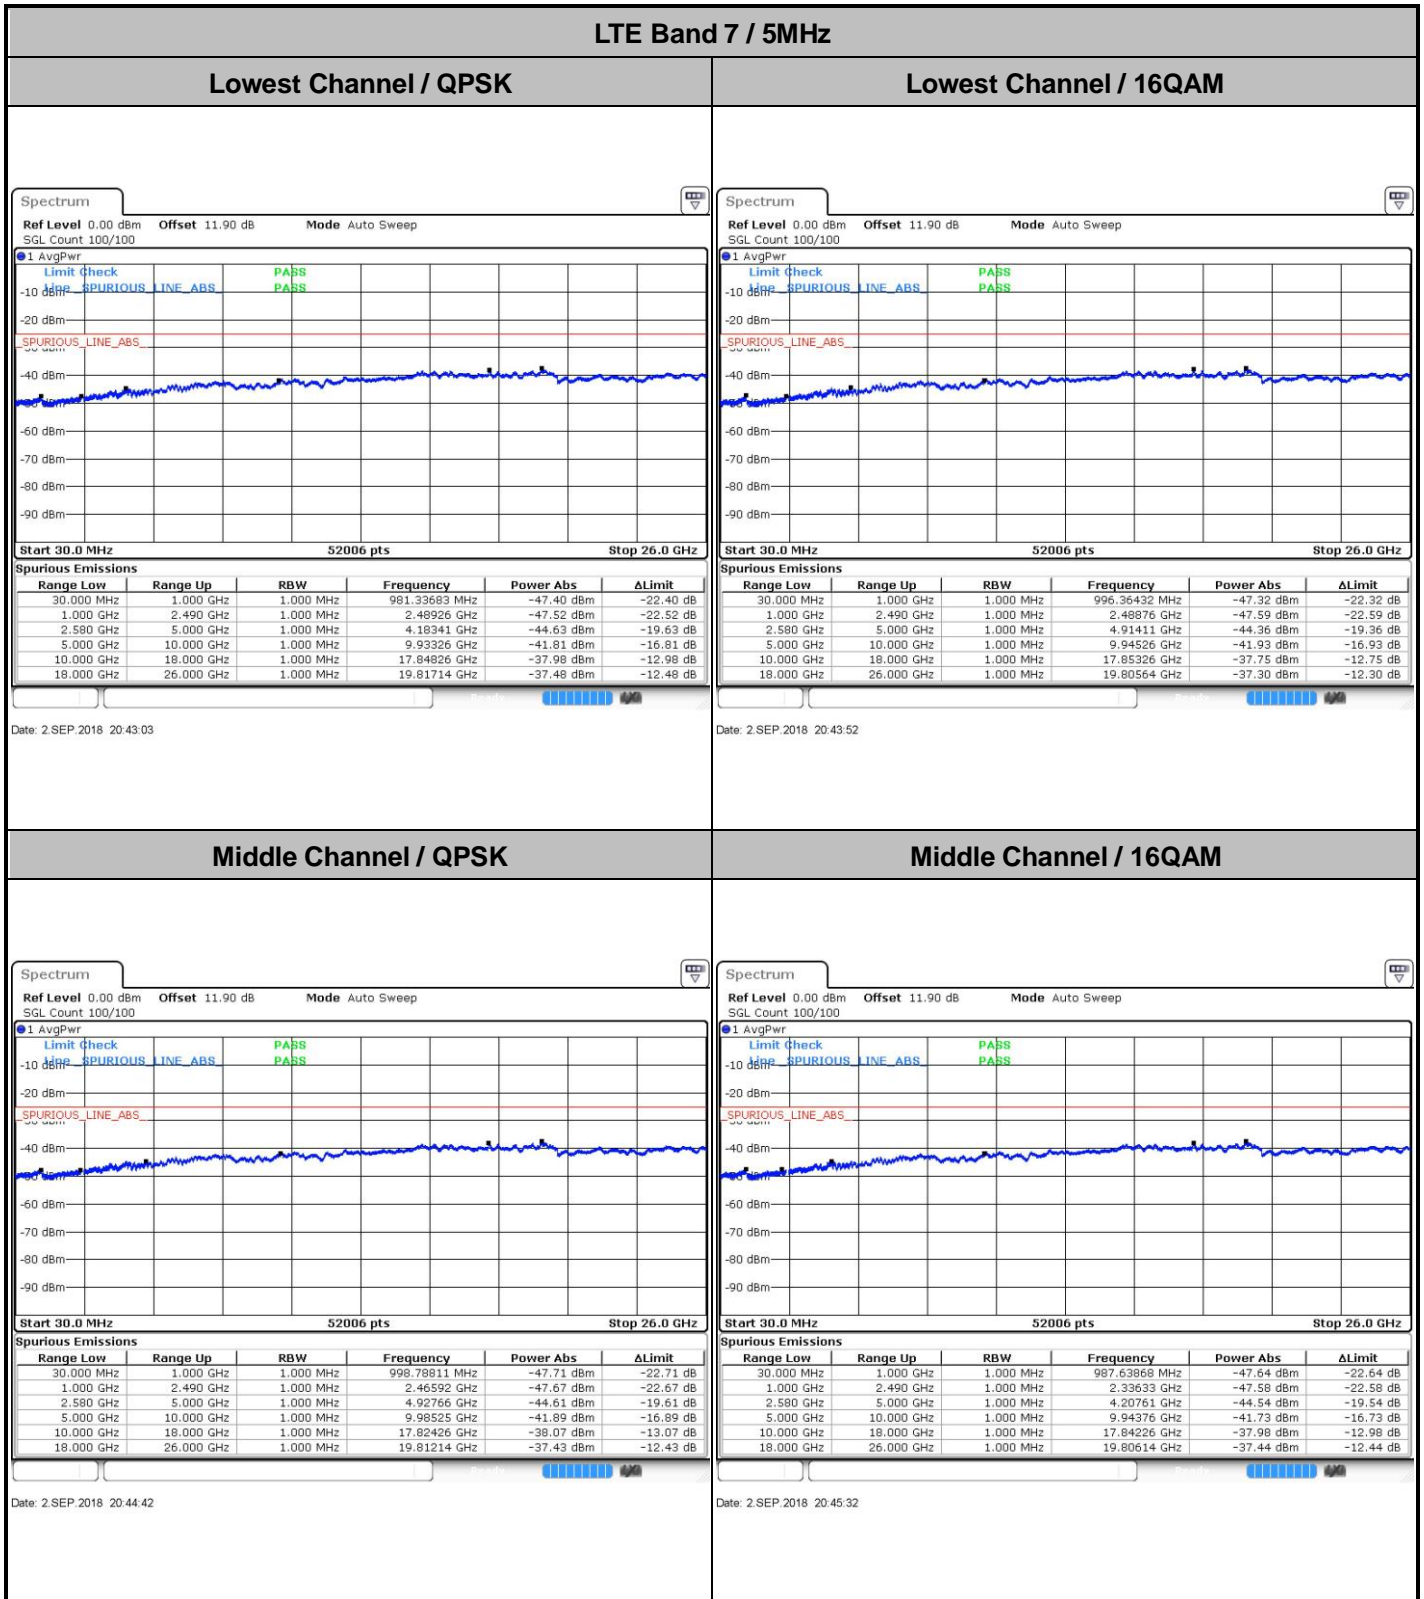 LTE Band 7 / 5MHz
Lowest Channel / QPSK
Lowest Channel / 16QAM
Spectrum
Ref Level 0.00 dBm Offset 11.90 dB Mode Auto Sweep
SGL Count 100/100
1 AvgPwr
Limit Check PASS
-10 dBm Line _SPURIOUS_LINE_ABS_ PASS
-20 dBm
_SPURIOUS_LINE_ABS_
-30 dBm
-40 dBm
-50 dBm
-60 dBm
-70 dBm
-80 dBm
-90 dBm
Start 30.0 MHz 52006 pts Stop 26.0 GHz
Spurious Emissions
Range Low Range Up RBW Frequency Power Abs ΔLimit
30.000 MHz 1.000 GHz 1.000 MHz 981.33683 MHz -47.40 dBm -22.40 dB
1.000 GHz 2.490 GHz 1.000 MHz 2.48926 GHz -47.52 dBm -22.52 dB
2.580 GHz 5.000 GHz 1.000 MHz 4.18341 GHz -44.63 dBm -19.63 dB
5.000 GHz 10.000 GHz 1.000 MHz 9.93326 GHz -41.81 dBm -16.81 dB
10.000 GHz 18.000 GHz 1.000 MHz 17.84826 GHz -37.98 dBm -12.98 dB
18.000 GHz 26.000 GHz 1.000 MHz 19.81714 GHz -37.48 dBm -12.48 dB
Date: 2.SEP.2018 20:43:03
Spectrum
Ref Level 0.00 dBm Offset 11.90 dB Mode Auto Sweep
SGL Count 100/100
1 AvgPwr
Limit Check PASS
-10 dBm Line _SPURIOUS_LINE_ABS_ PASS
-20 dBm
_SPURIOUS_LINE_ABS_
-30 dBm
-40 dBm
-50 dBm
-60 dBm
-70 dBm
-80 dBm
-90 dBm
Start 30.0 MHz 52006 pts Stop 26.0 GHz
Spurious Emissions
Range Low Range Up RBW Frequency Power Abs ΔLimit
30.000 MHz 1.000 GHz 1.000 MHz 996.36432 MHz -47.32 dBm -22.32 dB
1.000 GHz 2.490 GHz 1.000 MHz 2.48876 GHz -47.59 dBm -22.59 dB
2.580 GHz 5.000 GHz 1.000 MHz 4.91411 GHz -44.36 dBm -19.36 dB
5.000 GHz 10.000 GHz 1.000 MHz 9.94526 GHz -41.93 dBm -16.93 dB
10.000 GHz 18.000 GHz 1.000 MHz 17.85326 GHz -37.75 dBm -12.75 dB
18.000 GHz 26.000 GHz 1.000 MHz 19.80564 GHz -37.30 dBm -12.30 dB
Date: 2.SEP.2018 20:43:52
Middle Channel / QPSK
Middle Channel / 16QAM
Spectrum
Ref Level 0.00 dBm Offset 11.90 dB Mode Auto Sweep
SGL Count 100/100
1 AvgPwr
Limit Check PASS
-10 dBm Line _SPURIOUS_LINE_ABS_ PASS
-20 dBm
_SPURIOUS_LINE_ABS_
-30 dBm
-40 dBm
-50 dBm
-60 dBm
-70 dBm
-80 dBm
-90 dBm
Start 30.0 MHz 52006 pts Stop 26.0 GHz
Spurious Emissions
Range Low Range Up RBW Frequency Power Abs ΔLimit
30.000 MHz 1.000 GHz 1.000 MHz 998.78811 MHz -47.71 dBm -22.71 dB
1.000 GHz 2.490 GHz 1.000 MHz 2.46592 GHz -47.67 dBm -22.67 dB
2.580 GHz 5.000 GHz 1.000 MHz 4.92766 GHz -44.61 dBm -19.61 dB
5.000 GHz 10.000 GHz 1.000 MHz 9.98525 GHz -41.89 dBm -16.89 dB
10.000 GHz 18.000 GHz 1.000 MHz 17.82426 GHz -38.07 dBm -13.07 dB
18.000 GHz 26.000 GHz 1.000 MHz 19.81214 GHz -37.43 dBm -12.43 dB
Date: 2.SEP.2018 20:44:42
Spectrum
Ref Level 0.00 dBm Offset 11.90 dB Mode Auto Sweep
SGL Count 100/100
1 AvgPwr
Limit Check PASS
-10 dBm Line _SPURIOUS_LINE_ABS_ PASS
-20 dBm
_SPURIOUS_LINE_ABS_
-30 dBm
-40 dBm
-50 dBm
-60 dBm
-70 dBm
-80 dBm
-90 dBm
Start 30.0 MHz 52006 pts Stop 26.0 GHz
Spurious Emissions
Range Low Range Up RBW Frequency Power Abs ΔLimit
30.000 MHz 1.000 GHz 1.000 MHz 987.63868 MHz -47.64 dBm -22.64 dB
1.000 GHz 2.490 GHz 1.000 MHz 2.33633 GHz -47.58 dBm -22.58 dB
2.580 GHz 5.000 GHz 1.000 MHz 4.20761 GHz -44.54 dBm -19.54 dB
5.000 GHz 10.000 GHz 1.000 MHz 9.94376 GHz -41.73 dBm -16.73 dB
10.000 GHz 18.000 GHz 1.000 MHz 17.84226 GHz -37.98 dBm -12.98 dB
18.000 GHz 26.000 GHz 1.000 MHz 19.80614 GHz -37.44 dBm -12.44 dB
Date: 2.SEP.2018 20:45:32